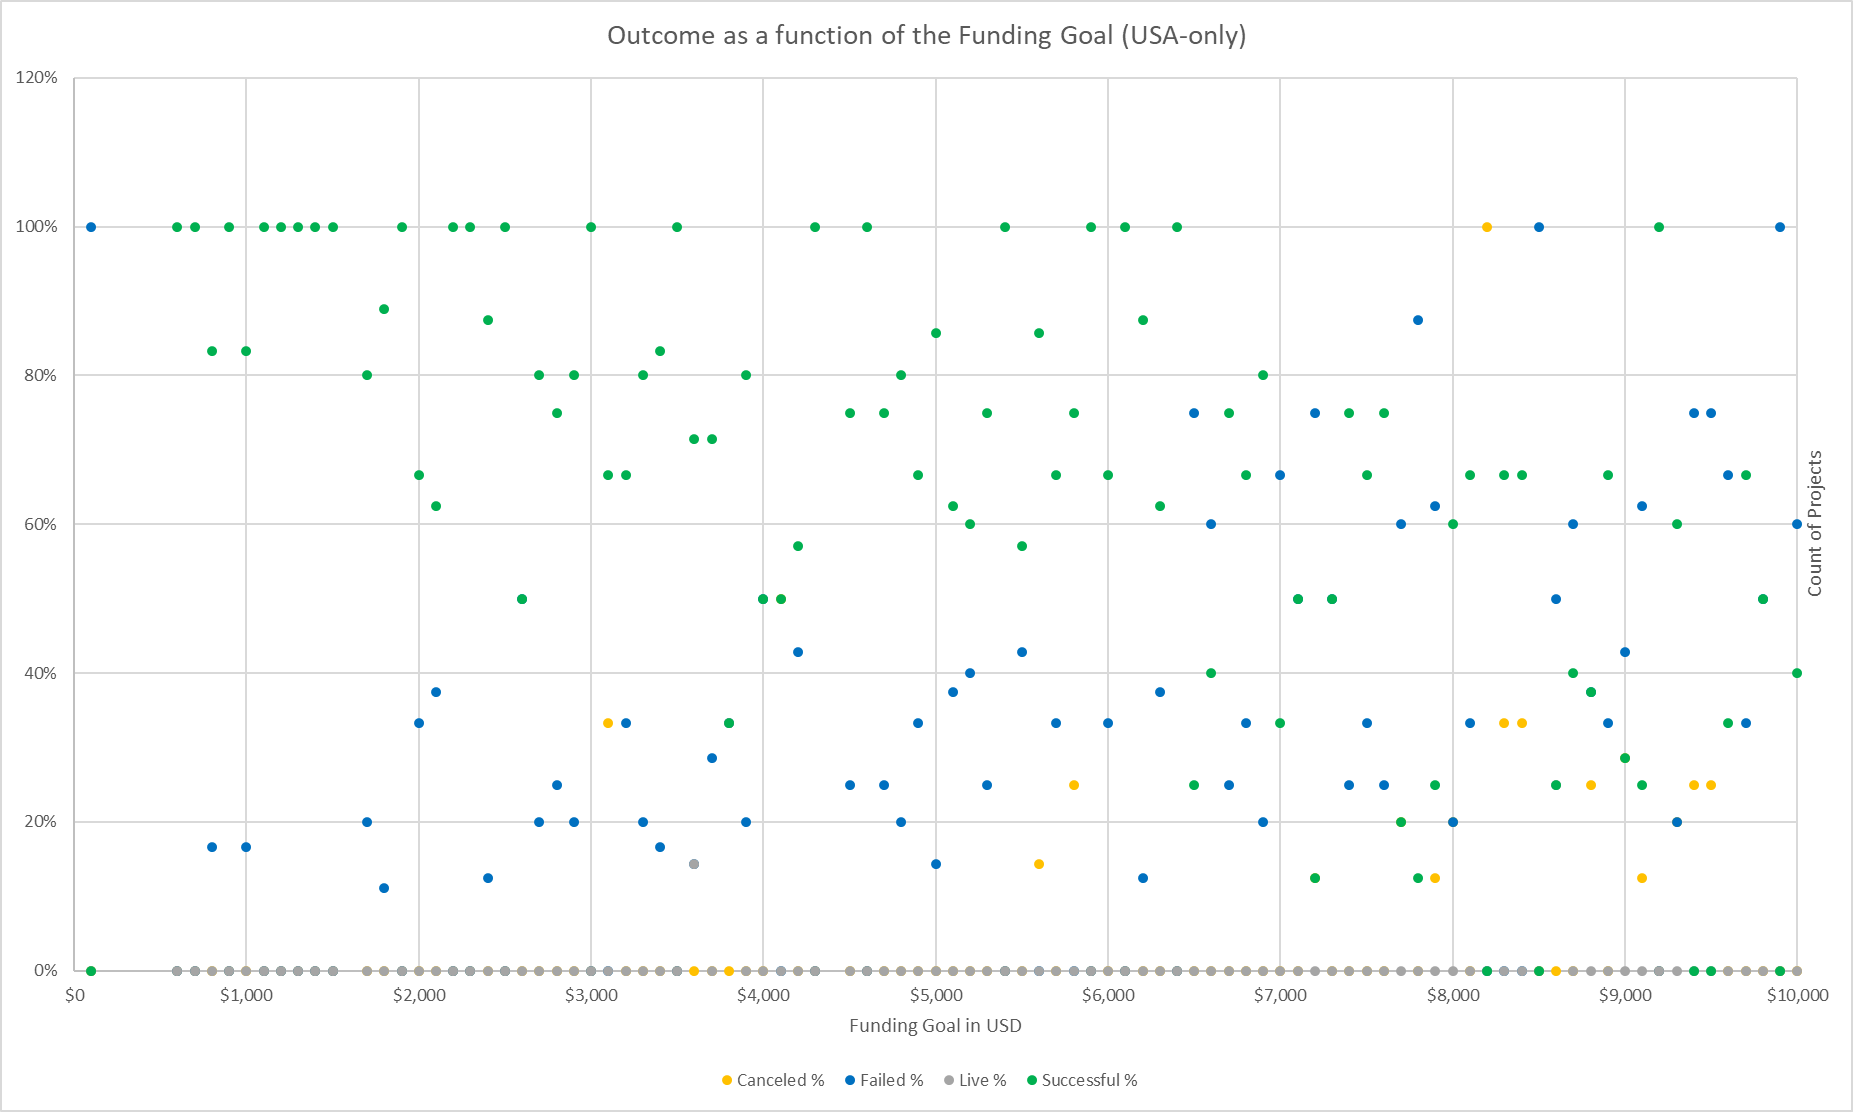 Outcome as a function of the Funding Goal (USA-only)
120%
100%
80%
60%
40%
20%
0%
$0 $1,000 $2,000 $3,000 $4,000 $5,000 $6,000 $7,000 $8,000 $9,000 $10,000
Funding Goal in USD
Count of Projects
Canceled % Failed % Live % Successful %